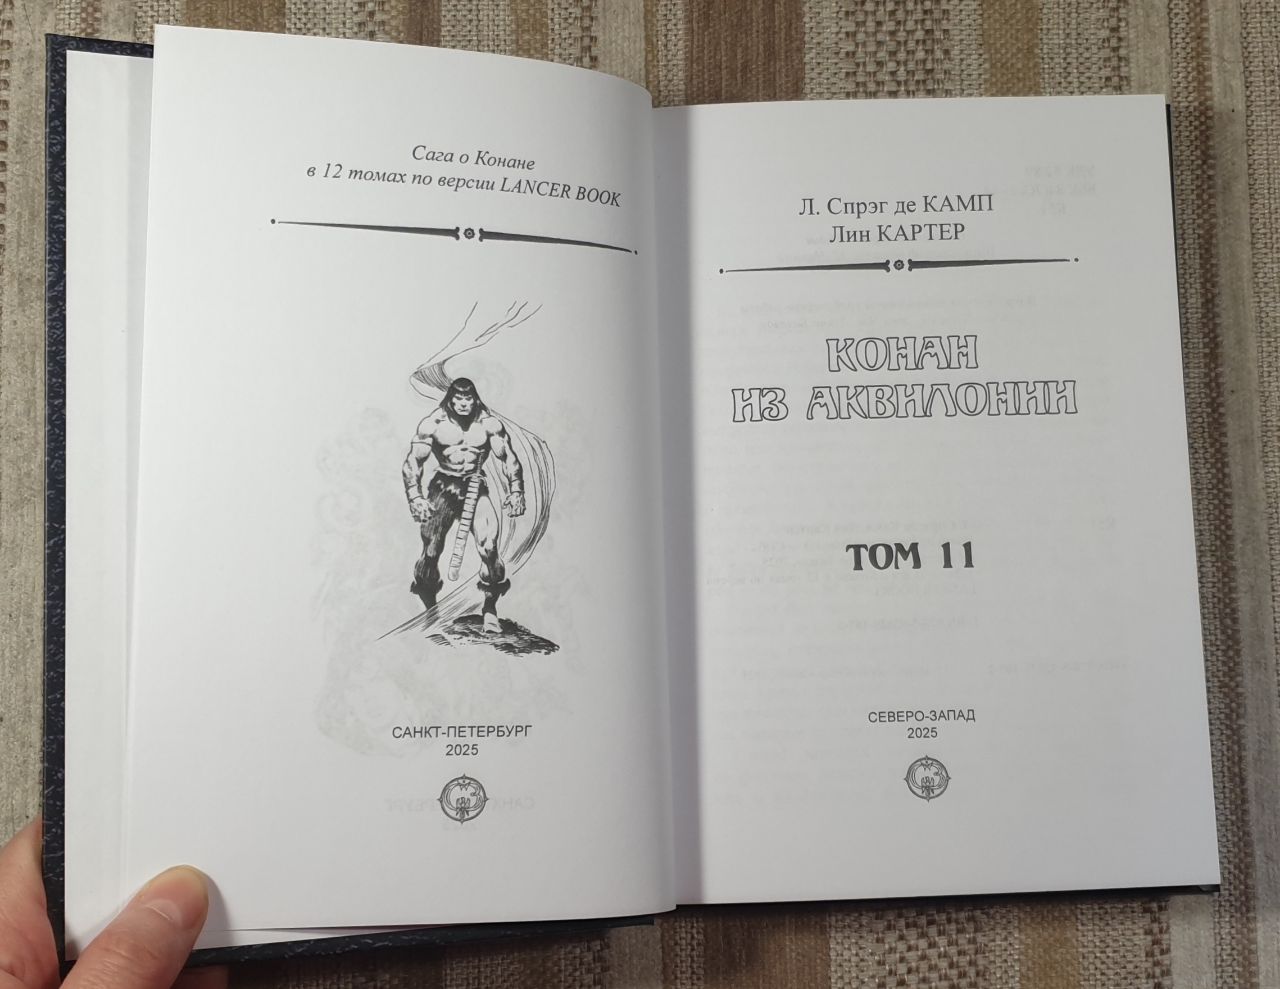 Сага о Конане
в 12 томах по версии LANCER BOOK
САНКТ-ПЕТЕРБУРГ
2025
Л. Спрэг де КАМП
Лин КАРТЕР
КОНАН
ИЗ АКВИЛОНИИ
ТОМ 11
СЕВЕРО-ЗАПАД
2025